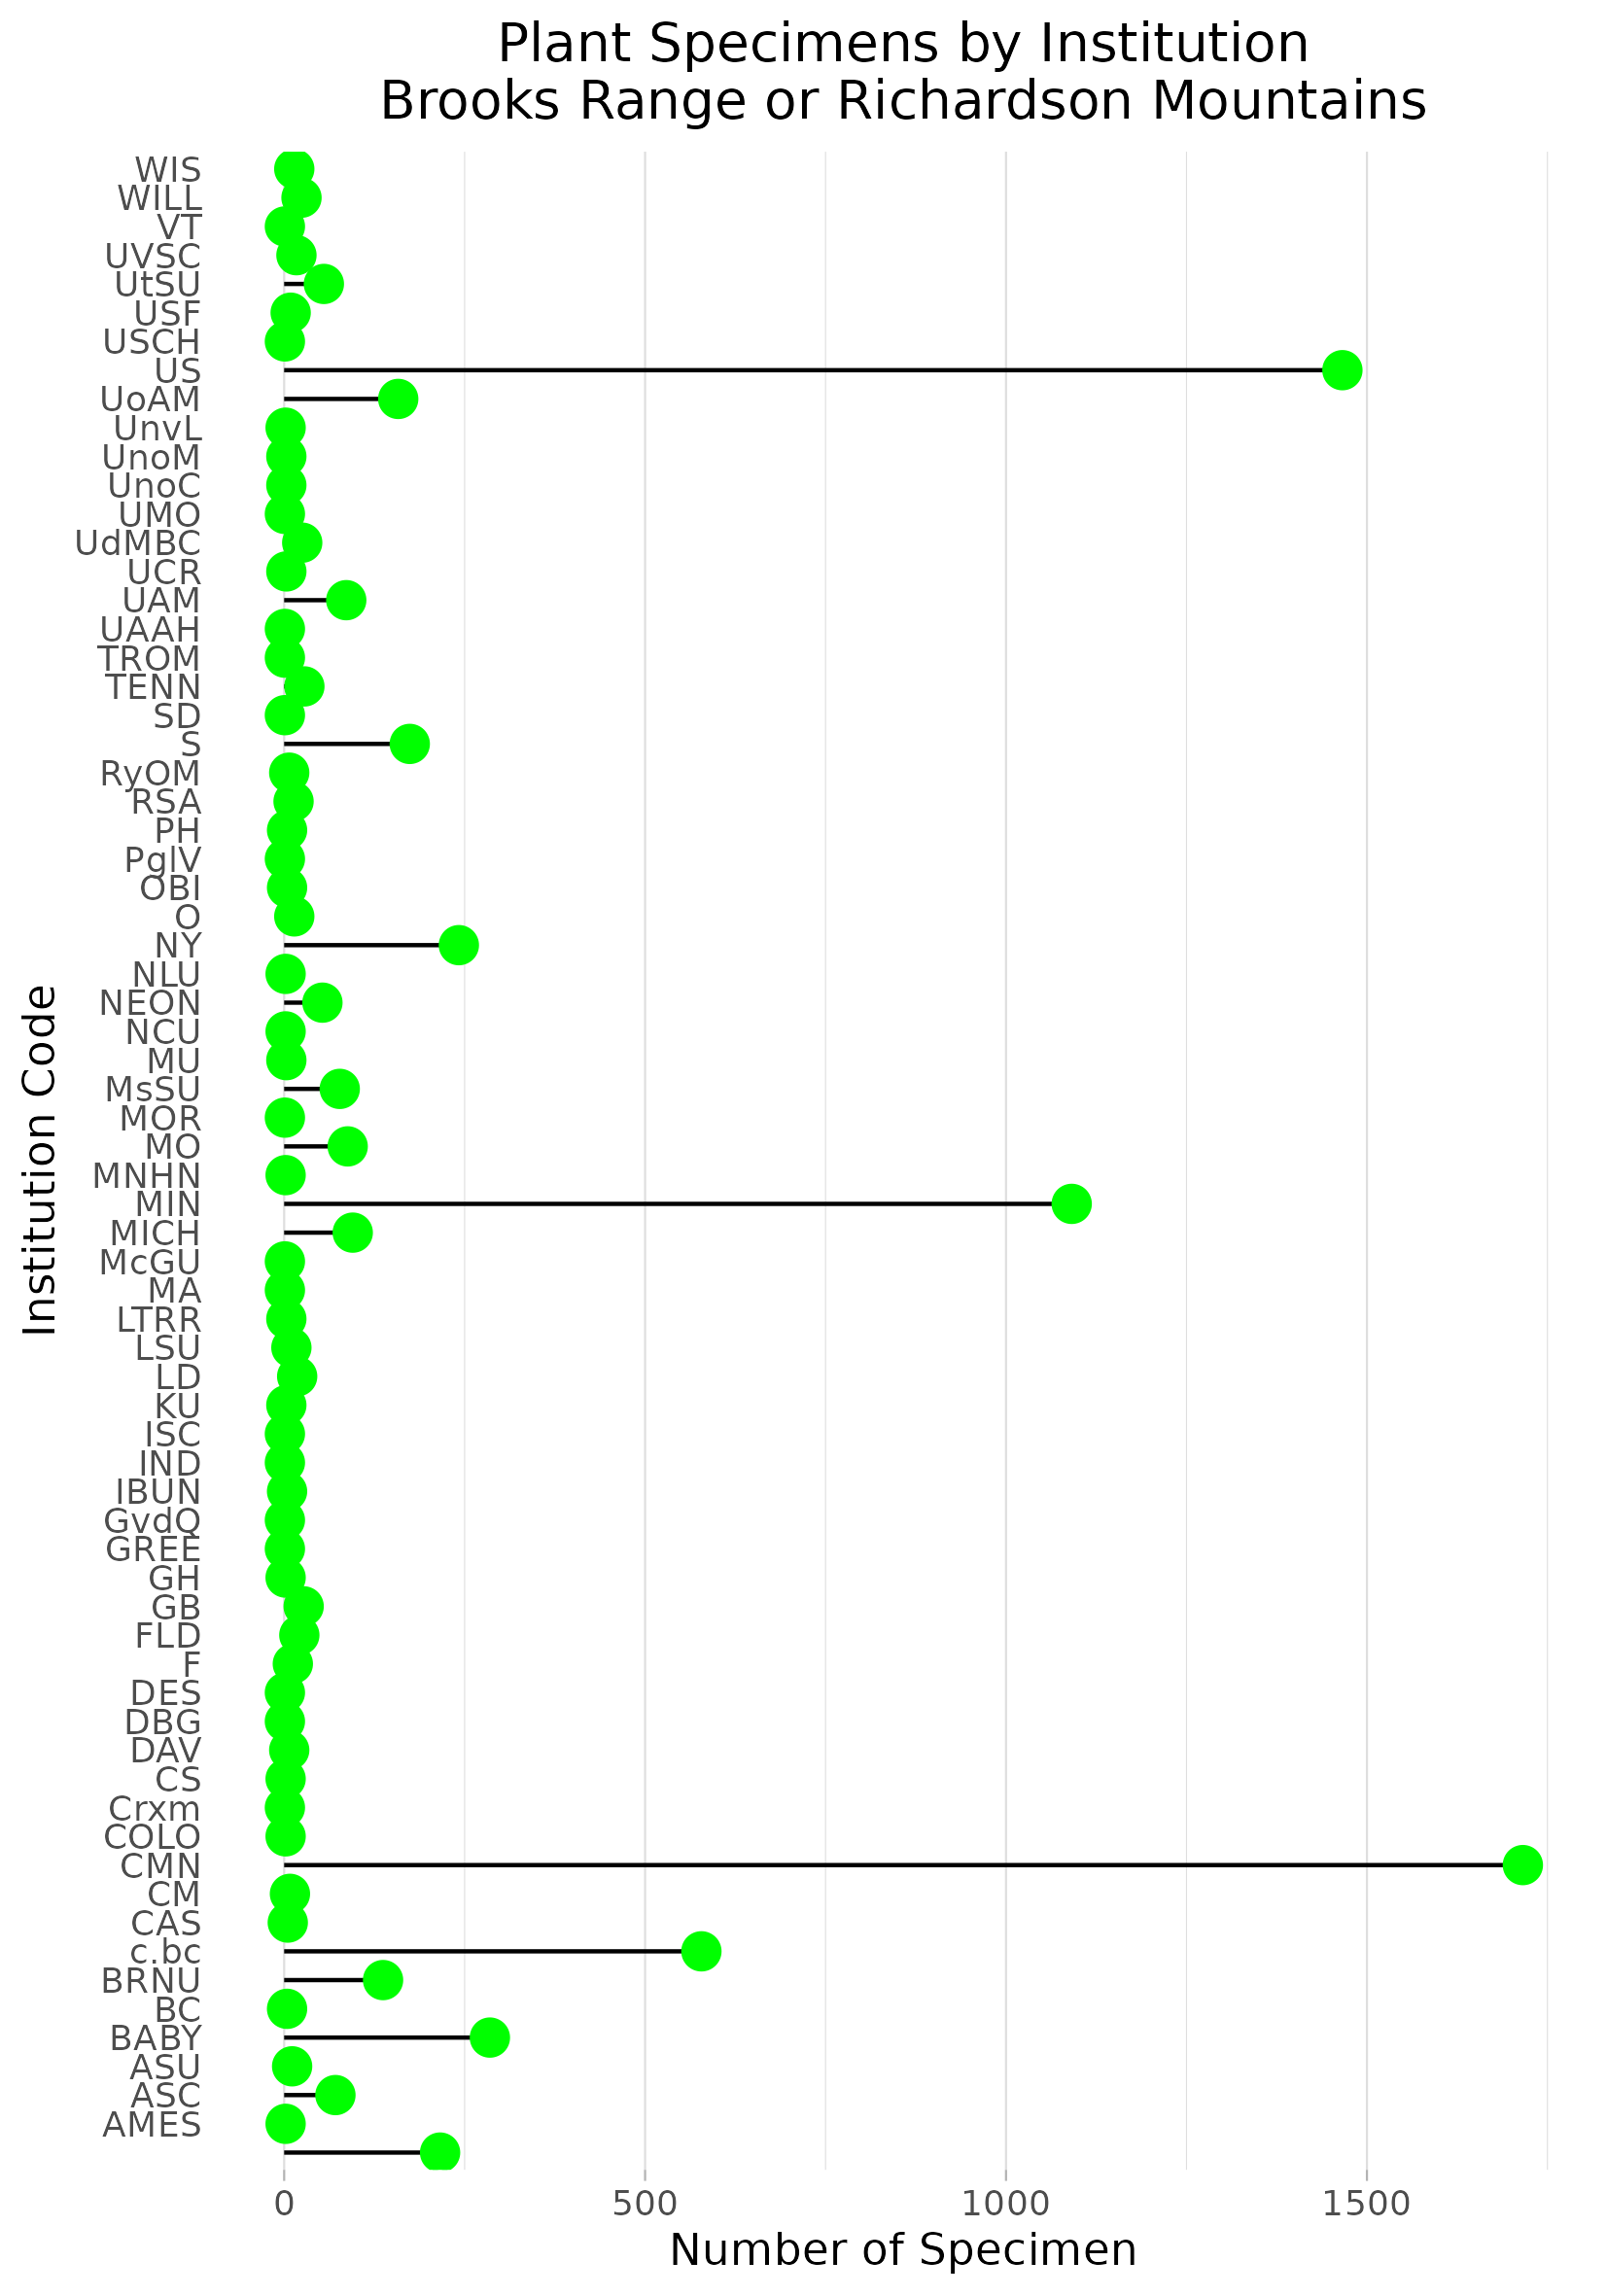 Plant Specimens by Institution
Brooks Range or Richardson Mountains
WIS
WILL
VT
UVSC
UtSU
USF
USCH
US
UoAM
UnvL
UnoM
UnoC
UMO
UdMBC
UCR
UAM
UAAH
TROM
TENN
SD
S
RyOM
RSA
PH
PglV
OBI
O
NY
NLU
NEON
NCU
MU
MsSU
MOR
MO
MNHN
MIN
MICH
McGU
MA
LTRR
LSU
LD
KU
ISC
IND
IBUN
GvdQ
GREE
GH
GB
FLD
F
DES
DBG
DAV
CS
Crxm
COLO
CMN
CM
CAS
c.bc
BRNU
BC
BABY
ASU
ASC
AMES
Institution Code
0 500 1000 1500
Number of Specimen